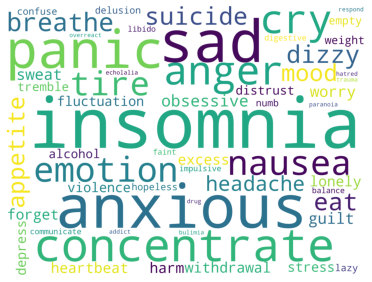 confuse delusion suicide cry respond
breathe libido empty
overreact digestive weight
panic sad dizzy
sweat echolalia anger mood hatred
tremble tire distrust trauma
fluctuation obsessive numb worry paranoia
appetite insomnia
alcohol faint excess nausea
emotion impulsive lonely
violence hopeless headache balance
forget anxious eat
drug guilt
depress communicate addict bulimia
concentrate
heartbeat harm withdrawal stress lazy